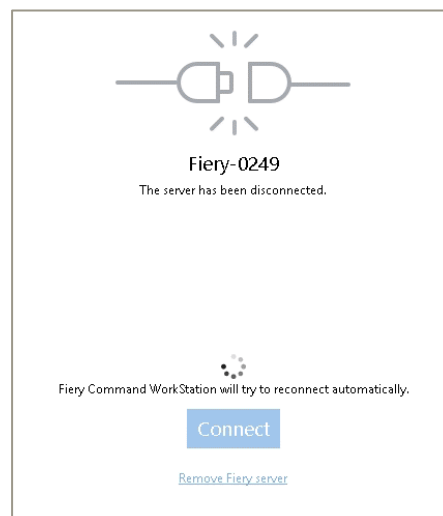 Fiery-0249
The server has been disconnected.
Fiery Command WorkStation will try to reconnect automatically.
Connect
Remove Fiery server